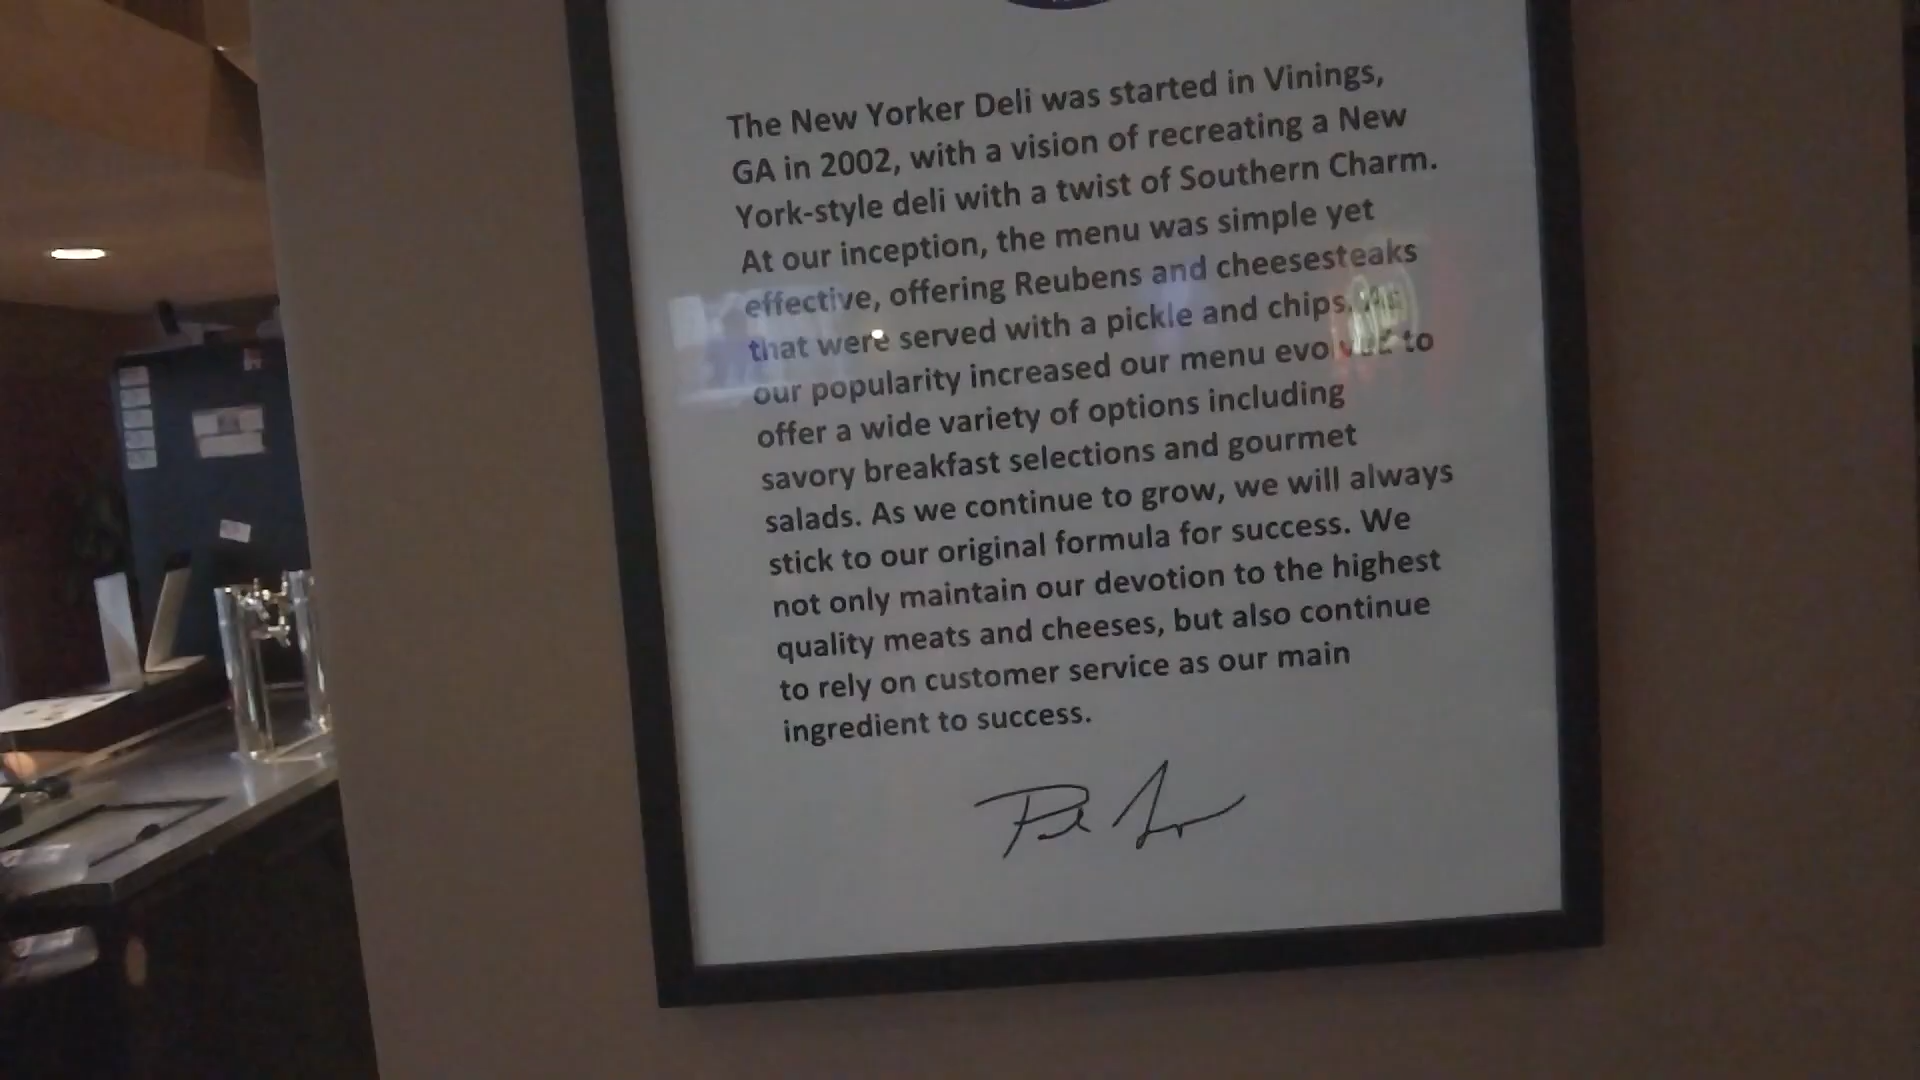 The New Yorker Deli was started in Vinings,
GA in 2002, with a vision of recreating a New
York-style deli with a twist of Southern Charm.
At our inception, the menu was simple yet
effective, offering Reubens and cheesesteaks
that were served with a pickle and chips. As
our popularity increased our menu evolved to
offer a wide variety of options including
savory breakfast selections and gourmet
salads. As we continue to grow, we will always
stick to our original formula for success. We
not only maintain our devotion to the highest
quality meats and cheeses, but also continue
to rely on customer service as our main
ingredient to success.